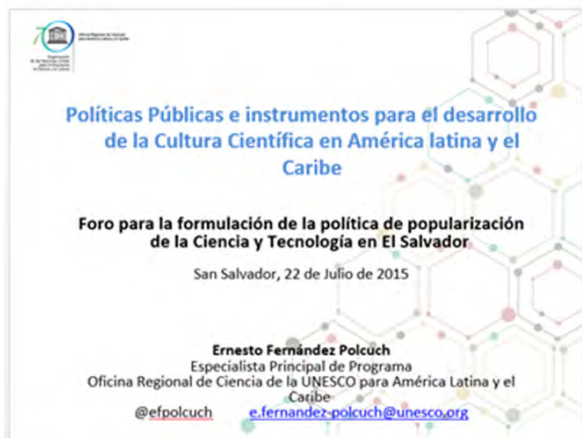 Políticas Públicas e instrumentos para el desarrollo
de la Cultura Científica en América latina y el
Caribe
Foro para la formulación de la política de popularización
de la Ciencia y Tecnología en El Salvador
San Salvador, 22 de Julio de 2015
Ernesto Fernández Polcuch
Especialista Principal de Programa
Oficina Regional de Ciencia de la UNESCO para América Latina y el
Caribe
@efpolcuch e.fernandez-polcuch@unesco.org